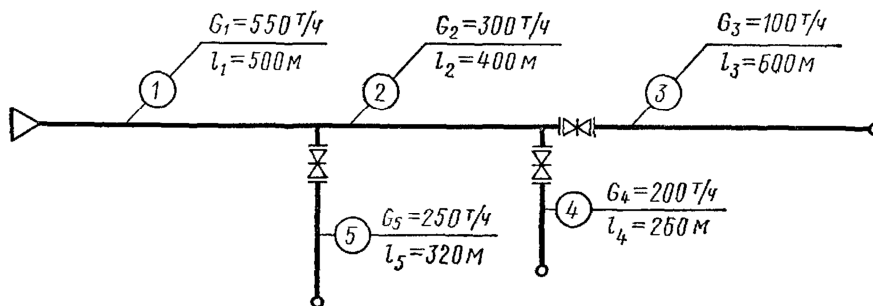 G₁=550 т/ч
l₁=500 м
1
G₂=300 т/ч
l₂=400 м
2
G₃=100 т/ч
l₃=600 м
3
G₄=200 т/ч
l₄=260 м
4
G₅=250 т/ч
l₅=320 м
5